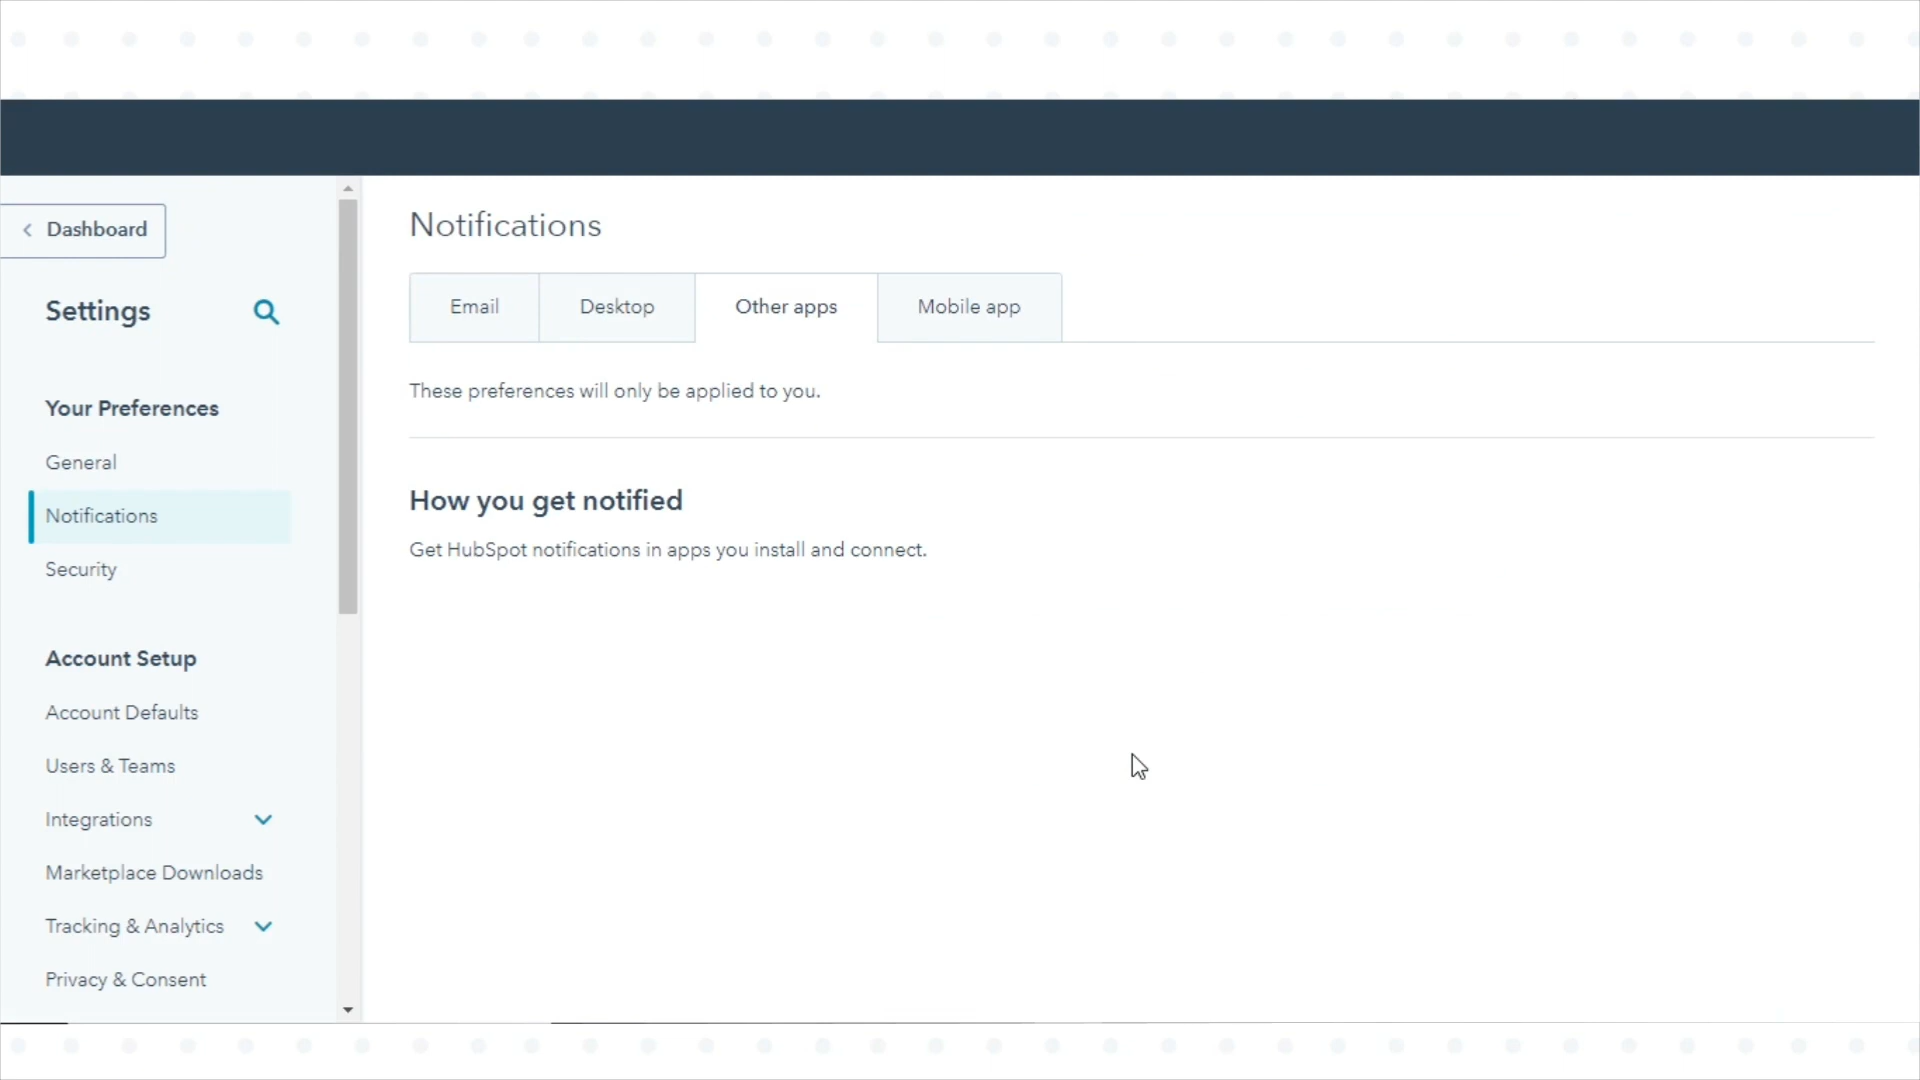 Dashboard
Settings
Your Preferences
General
Notifications
Security
Account Setup
Account Defaults
Users & Teams
Integrations
Marketplace Downloads
Tracking & Analytics
Privacy & Consent
Notifications
Email
Desktop
Other apps
Mobile app
These preferences will only be applied to you.
How you get notified
Get HubSpot notifications in apps you install and connect.